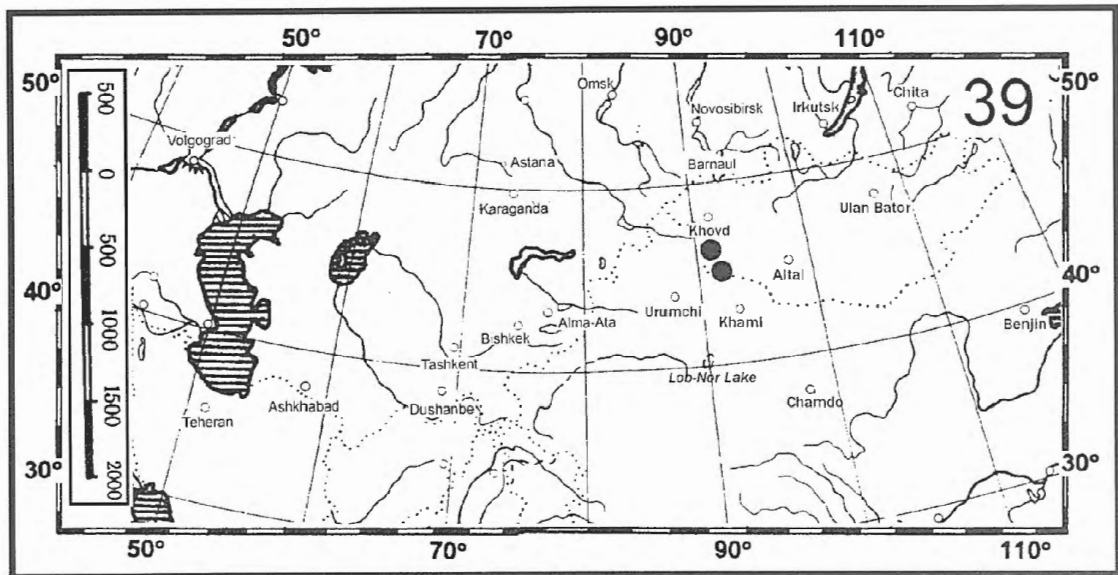 50° 70° 90° 110°
50° 50°
39
500
0
500
1000
1500
2000
Volgograd
Omsk
Novosibirsk
Irkutsk
Chita
Astana
Barnaul
Karaganda
Ulan Bator
Khovd
Altai
40° 40°
Urumchi
Khami
Alma-Ata
Bishkek
Benjin
Tashkent
Lob-Nor Lake
Ashkhabad
Dushanbe
Chamdo
Teheran
30° 30°
50° 70° 90° 110°